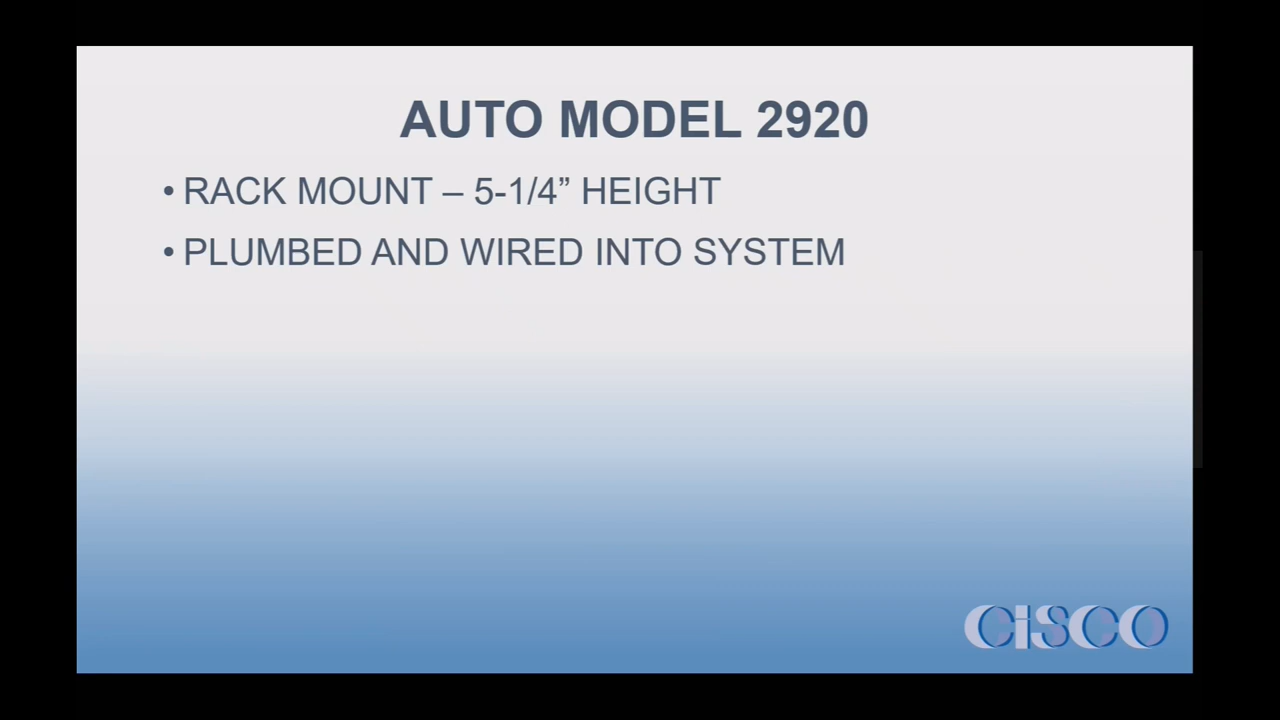 AUTO MODEL 2920
• RACK MOUNT – 5-1/4” HEIGHT
• PLUMBED AND WIRED INTO SYSTEM
CiSCO